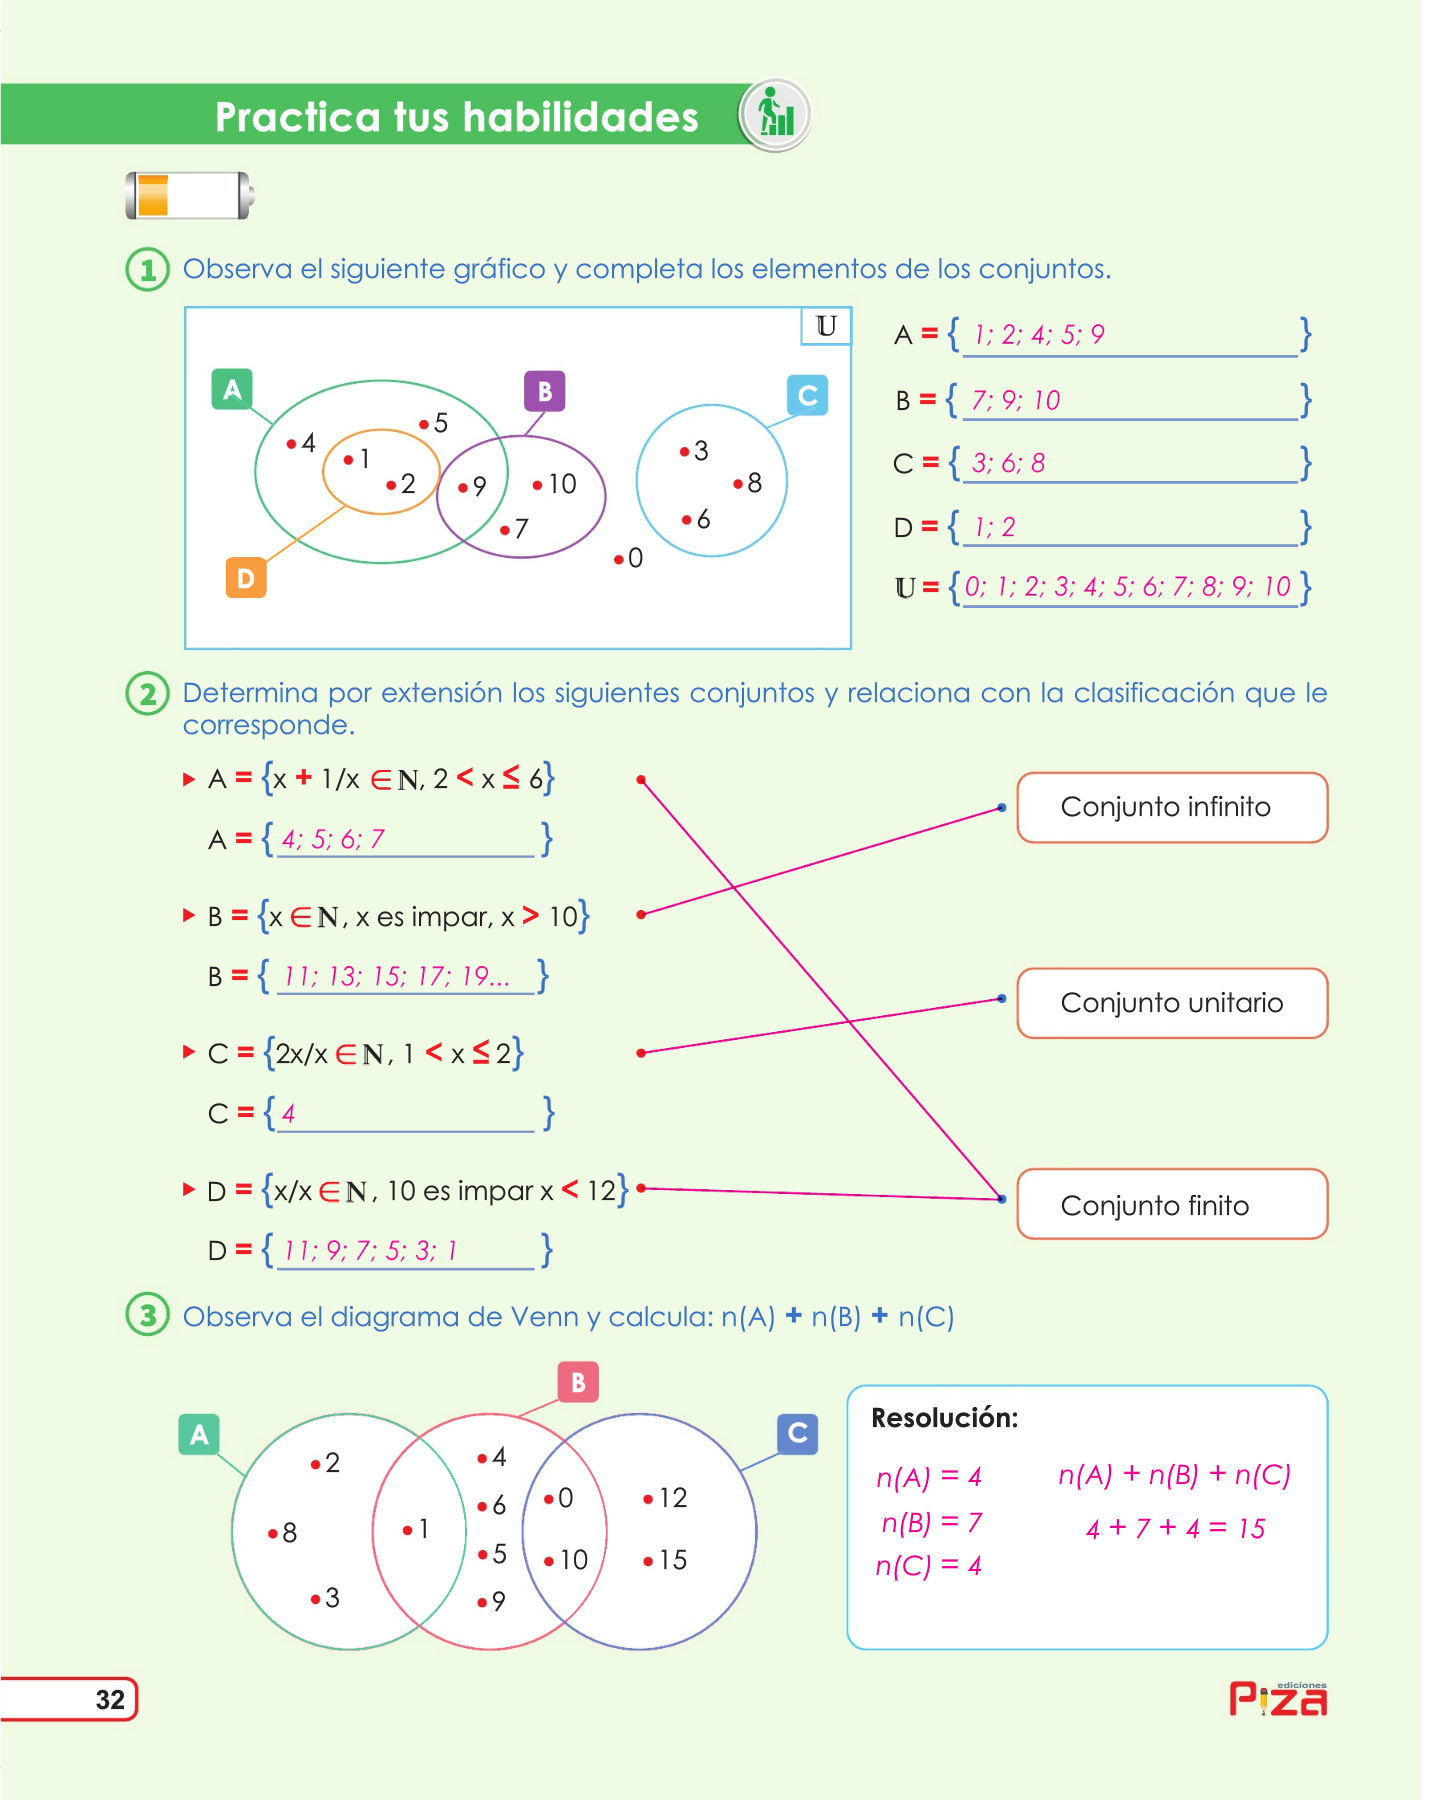 Practica tus habilidades
1 Observa el siguiente gráfico y completa los elementos de los conjuntos.
U
A
B
C
D
4
5
1
2
9
10
7
3
8
6
0
A = { 1; 2; 4; 5; 9 }
B = { 7; 9; 10 }
C = { 3; 6; 8 }
D = { 1; 2 }
U = { 0; 1; 2; 3; 4; 5; 6; 7; 8; 9; 10 }
2 Determina por extensión los siguientes conjuntos y relaciona con la clasificación que le
corresponde.
A = {x + 1/x ∈ N, 2 < x ≤ 6}
A = { 4; 5; 6; 7 }
B = {x ∈ N, x es impar, x > 10}
B = { 11; 13; 15; 17; 19... }
C = {2x/x ∈ N, 1 < x ≤ 2}
C = { 4 }
D = {x/x ∈ N, 10 es impar x < 12}
D = { 11; 9; 7; 5; 3; 1 }
Conjunto infinito
Conjunto unitario
Conjunto finito
3 Observa el diagrama de Venn y calcula: n(A) + n(B) + n(C)
A
B
C
2
8
3
1
4
6
5
9
0
10
12
15
Resolución:
n(A) = 4
n(B) = 7
n(C) = 4
n(A) + n(B) + n(C)
4 + 7 + 4 = 15
32
ediciones
Piza